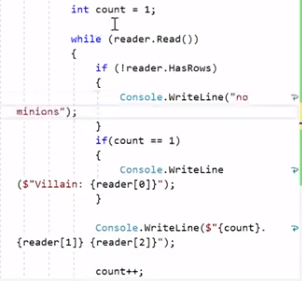 int count = 1;
while (reader.Read())
{
if (!reader.HasRows)
{
Console.WriteLine("no
minions");
}
if(count == 1)
{
Console.WriteLine
($"Villain: {reader[0]}");
}
Console.WriteLine($"{count}.
{reader[1]} {reader[2]}");
count++;